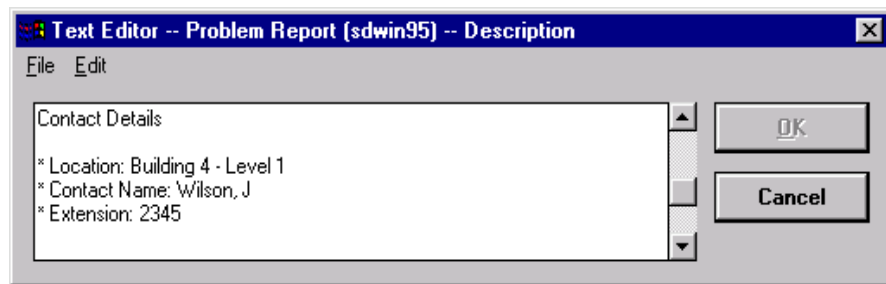 Text Editor -- Problem Report (sdwin95) -- Description
File Edit
Contact Details
* Location: Building 4 - Level 1
* Contact Name: Wilson, J
* Extension: 2345
OK
Cancel